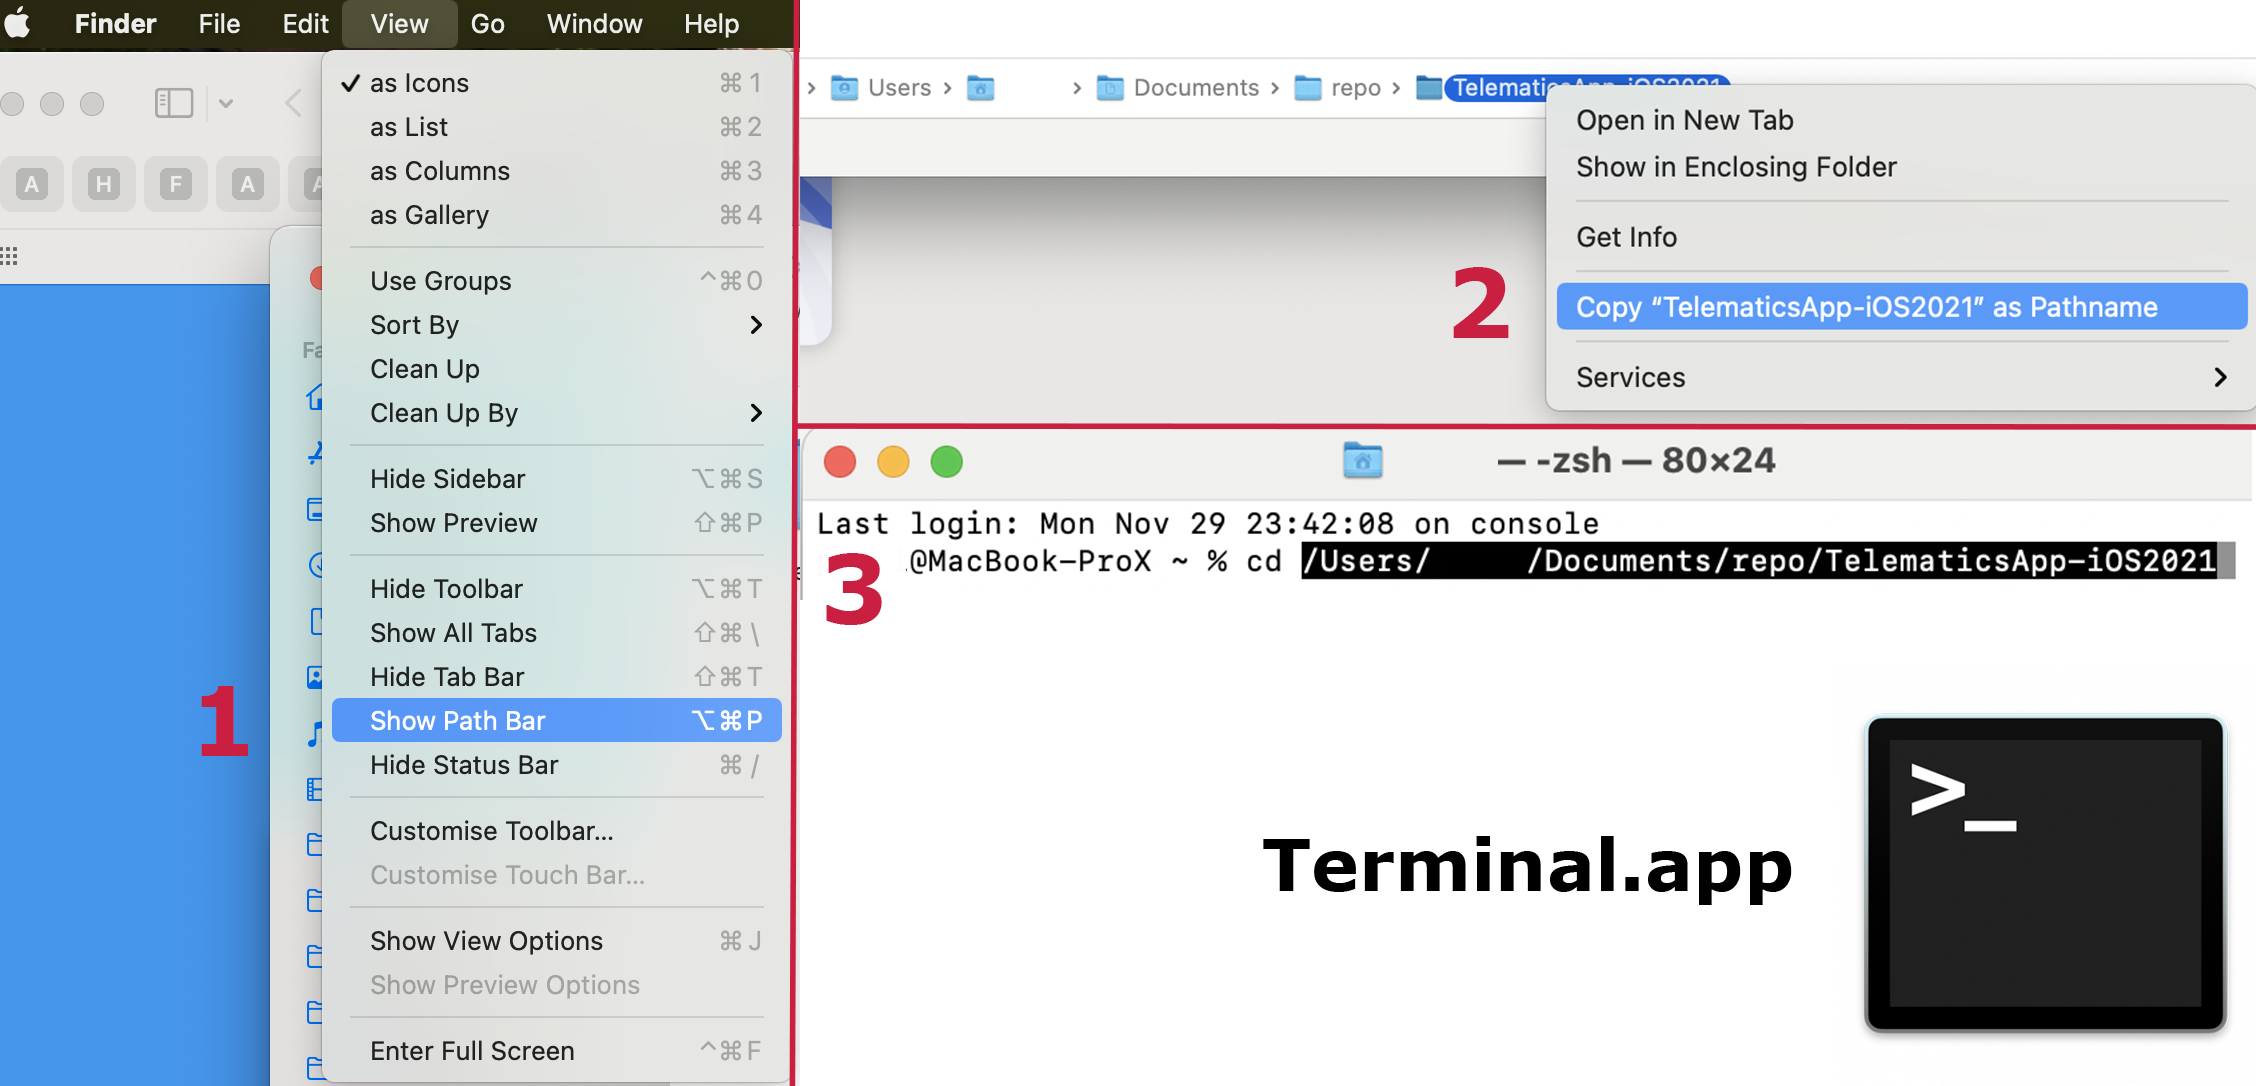 Finder File Edit View Go Window Help
A H F A A
Fa
✓ as Icons ⌘ 1
as List ⌘ 2
as Columns ⌘ 3
as Gallery ⌘ 4
Use Groups ^ ⌘ 0
Sort By >
Clean Up
Clean Up By >
Hide Sidebar ⌥ ⌘ S
Show Preview ⇧ ⌘ P
Hide Toolbar ⌥ ⌘ T
Show All Tabs ⇧ ⌘ \
Hide Tab Bar ⇧ ⌘ T
Show Path Bar ⌥ ⌘ P
Hide Status Bar ⌘ /
Customise Toolbar...
Customise Touch Bar...
Show View Options ⌘ J
Show Preview Options
Enter Full Screen ^ ⌘ F
1
› Users › › Documents › repo › TelematicsApp-iOS2021
Open in New Tab
Show in Enclosing Folder
Get Info
Copy “TelematicsApp-iOS2021” as Pathname
Services >
2
— -zsh — 80×24
Last login: Mon Nov 29 23:42:08 on console
@MacBook-ProX ~ % cd /Users/ /Documents/repo/TelematicsApp-iOS2021
3
Terminal.app
>_